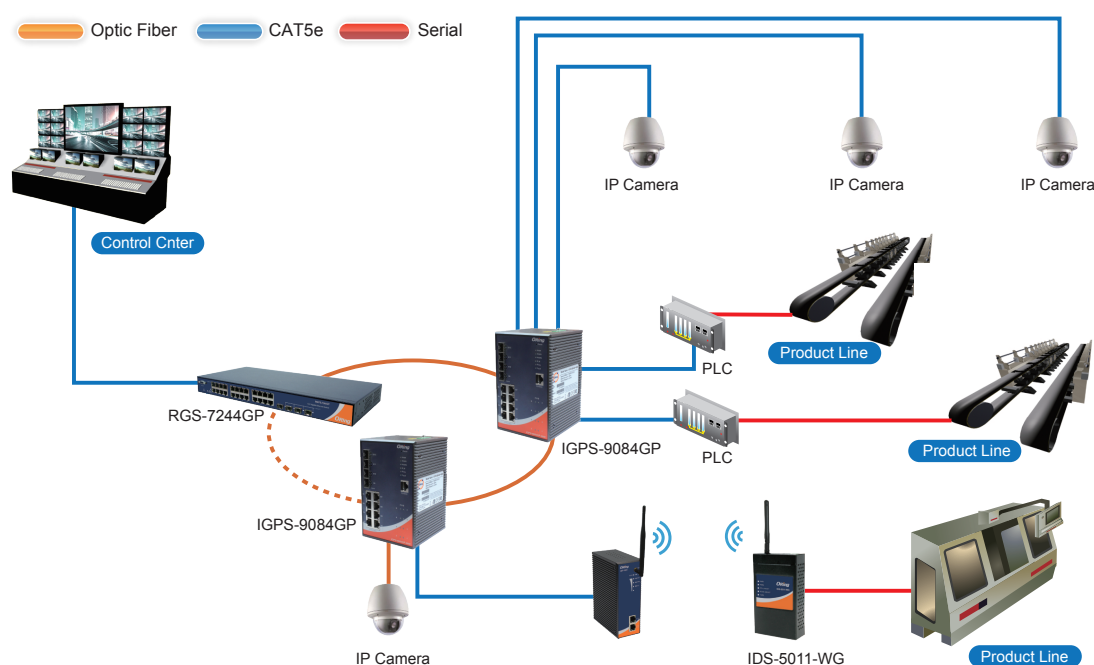 Optic Fiber
CAT5e
Serial
IP Camera
IP Camera
IP Camera
Control Cnter
PLC
Product Line
RGS-7244GP
IGPS-9084GP
PLC
Product Line
IGPS-9084GP
IP Camera
IDS-5011-WG
Product Line